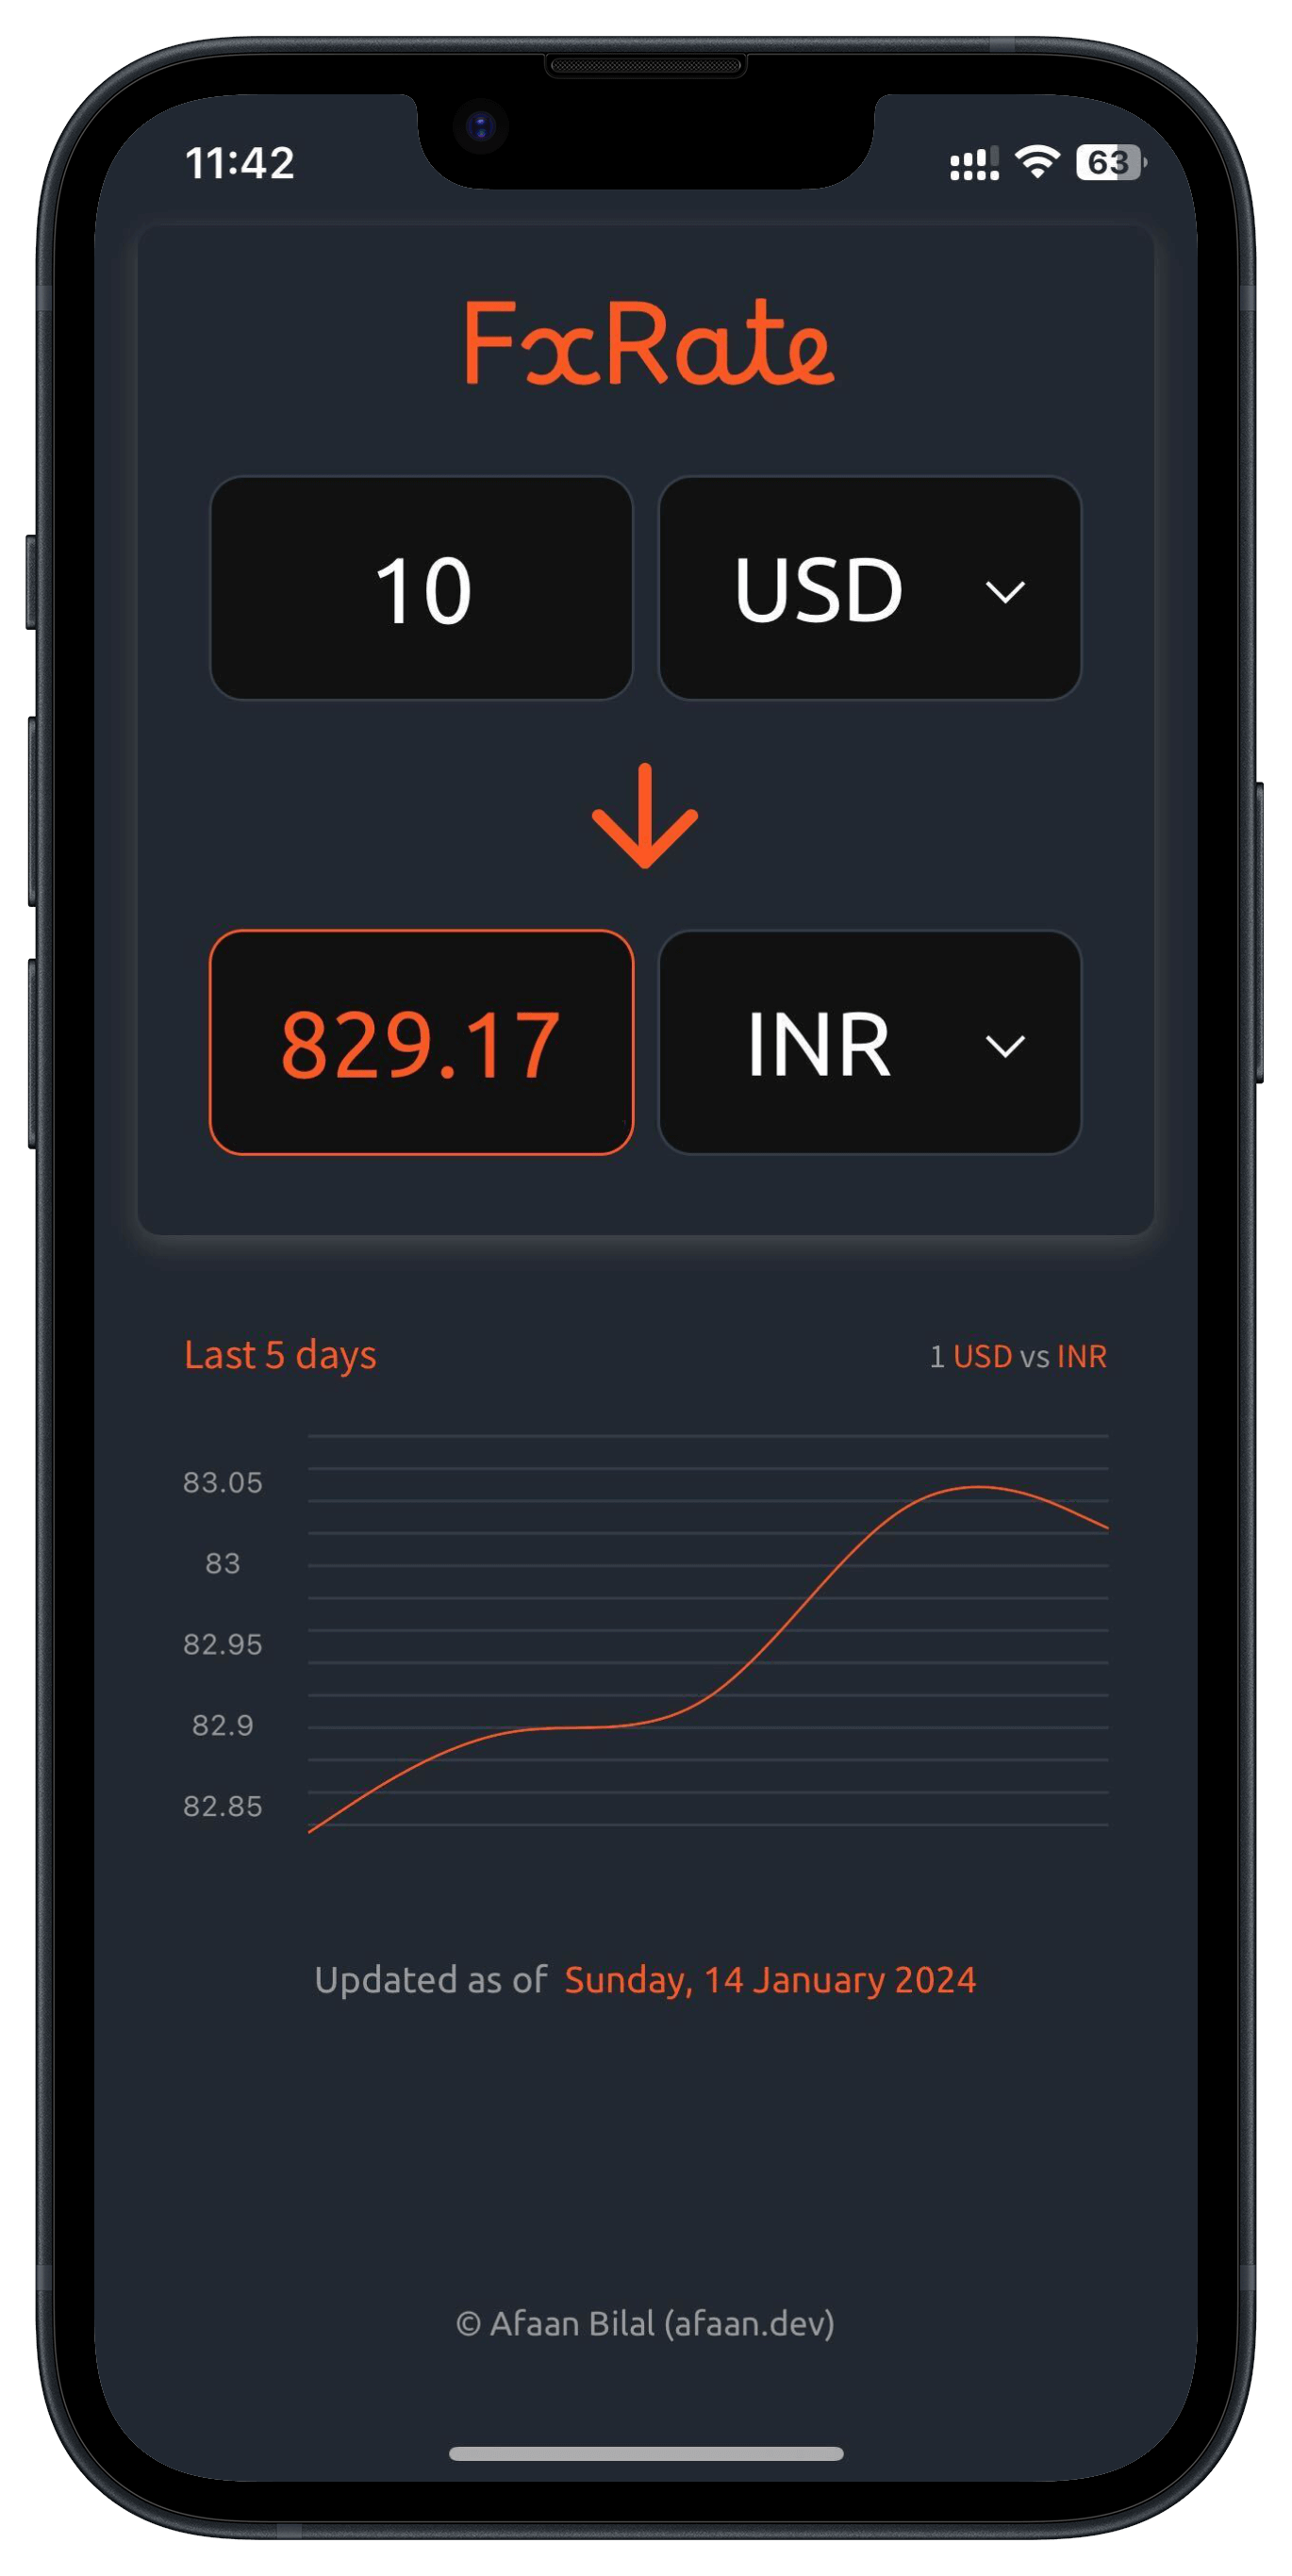 11:42 63
FxRate
10 USD
829.17 INR
Last 5 days 1 USD vs INR
83.05
83
82.95
82.9
82.85
Updated as of Sunday, 14 January 2024
© Afaan Bilal (afaan.dev)